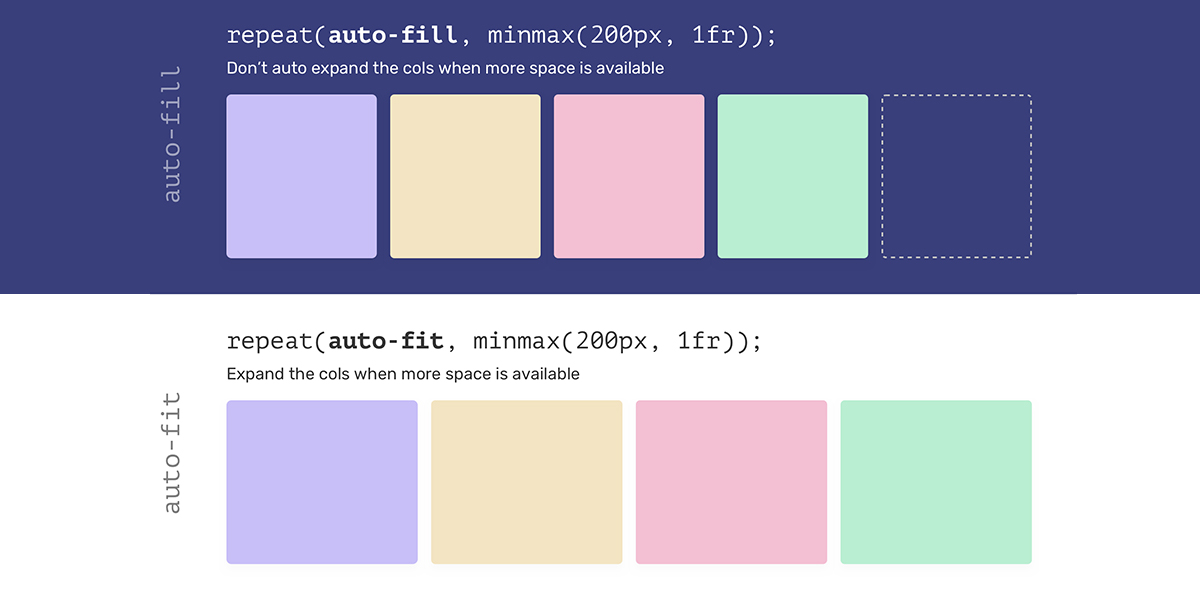 repeat(auto-fill, minmax(200px, 1fr));
Don’t auto expand the cols when more space is available
auto-fill
repeat(auto-fit, minmax(200px, 1fr));
Expand the cols when more space is available
auto-fit